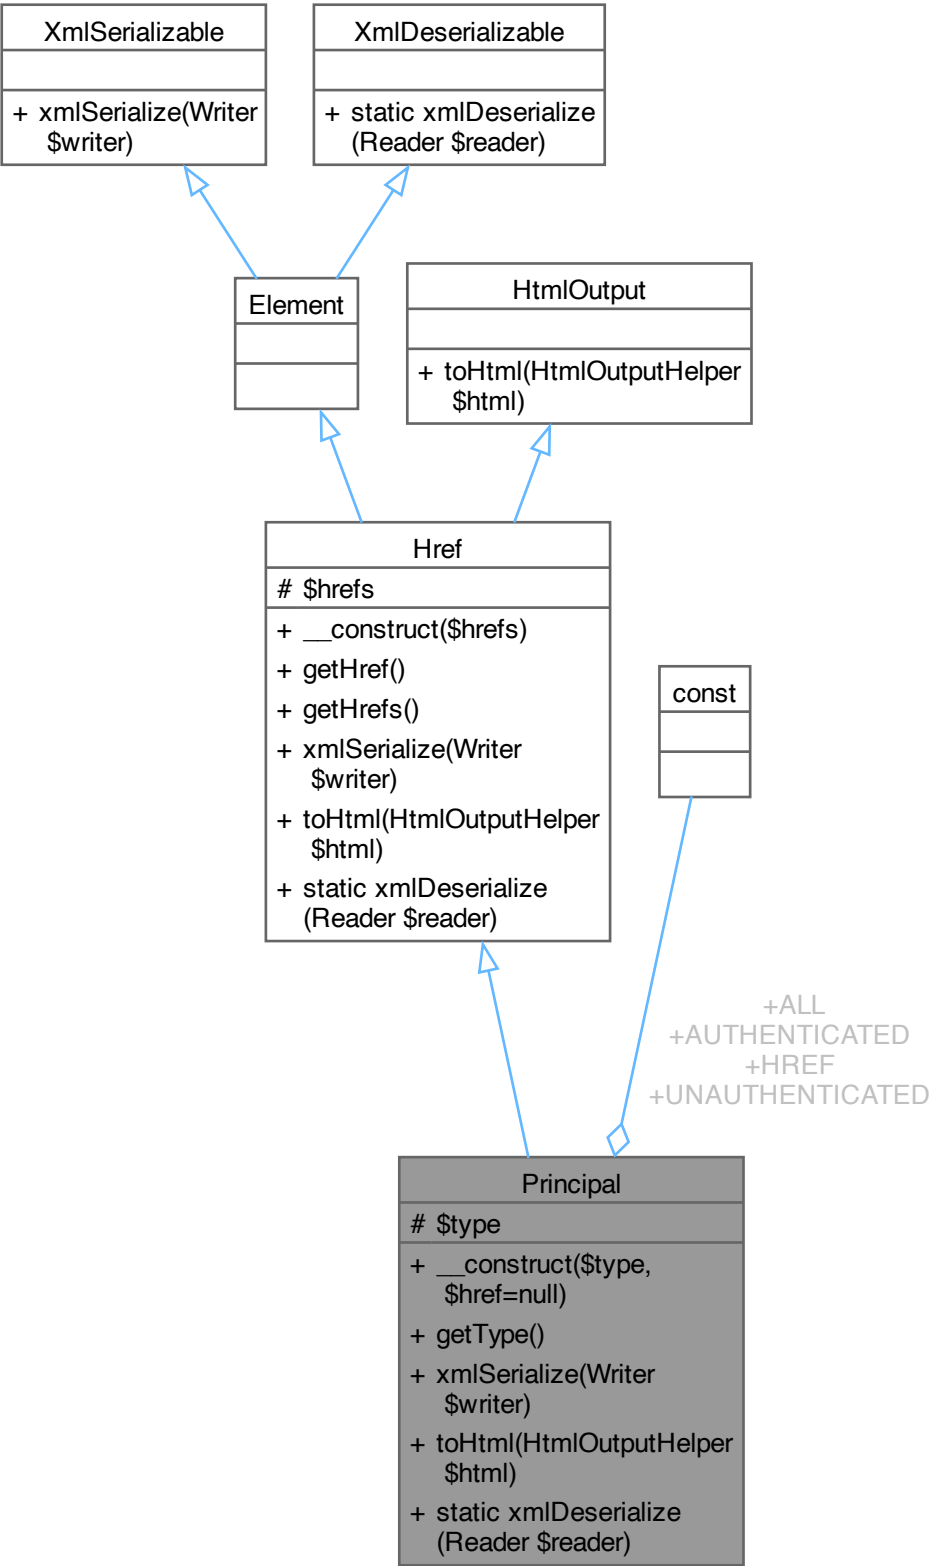 XmlSerializable
+ xmlSerialize(Writer
$writer)
XmlDeserializable
+ static xmlDeserialize
(Reader $reader)
Element
HtmlOutput
+ toHtml(HtmlOutputHelper
$html)
Href
# $hrefs
+ __construct($hrefs)
+ getHref()
+ getHrefs()
+ xmlSerialize(Writer
$writer)
+ toHtml(HtmlOutputHelper
$html)
+ static xmlDeserialize
(Reader $reader)
const
+ALL
+AUTHENTICATED
+HREF
+UNAUTHENTICATED
Principal
# $type
+ __construct($type,
$href=null)
+ getType()
+ xmlSerialize(Writer
$writer)
+ toHtml(HtmlOutputHelper
$html)
+ static xmlDeserialize
(Reader $reader)